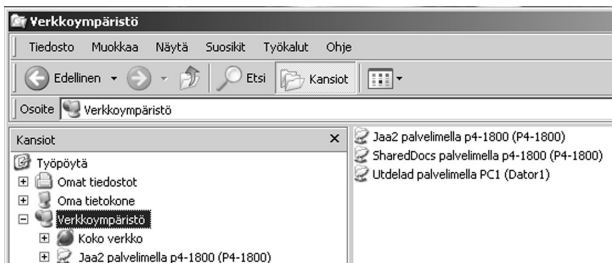 Verkkoympäristö
Tiedosto Muokkaa Näytä Suosikit Työkalut Ohje
Edellinen Etsi Kansiot
Osoite Verkkoympäristö
Kansiot
Työpöytä
Omat tiedostot
Oma tietokone
Verkkoympäristö
Koko verkko
Jaa2 palvelimella p4-1800 (P4-1800)
Jaa2 palvelimella p4-1800 (P4-1800)
SharedDocs palvelimella p4-1800 (P4-1800)
Utdelad palvelimella PC1 (Dator1)